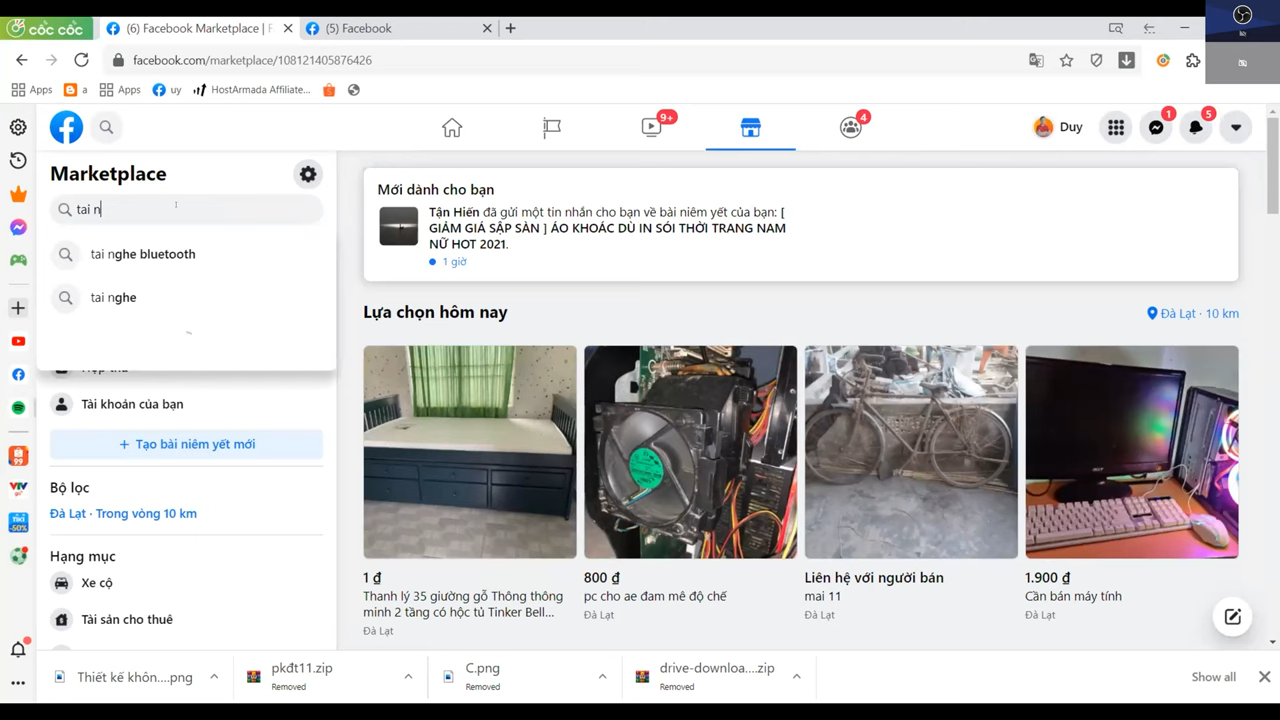 cốc cốc
(6) Facebook Marketplace | F
(5) Facebook
facebook.com/marketplace/108121405876426
Apps
a
Apps
uy
HostArmada Affiliate...
9+
4
Duy
1
5
Marketplace
tai n
tai nghe bluetooth
tai nghe
Hộp thư
Tài khoản của bạn
+ Tạo bài niêm yết mới
Bộ lọc
Đà Lạt · Trong vòng 10 km
Hạng mục
Xe cộ
Tài sản cho thuê
Mới dành cho bạn
Tận Hiến đã gửi một tin nhắn cho bạn về bài niêm yết của bạn: [
GIẢM GIÁ SẬP SÀN ] ÁO KHOÁC DÙ IN SÓI THỜI TRANG NAM
NỮ HOT 2021.
1 giờ
Lựa chọn hôm nay
Đà Lạt · 10 km
1 ₫
Thanh lý 35 giường gỗ Thông thông
minh 2 tầng có học tủ Tinker Bell...
Đà Lạt
800 ₫
pc cho ae đam mê độ chế
Đà Lạt
Liên hệ với người bán
mai 11
Đà Lạt
1.900 ₫
Cần bán máy tính
Đà Lạt
Thiết kế khôn....png
pkđt11.zip
Removed
C.png
Removed
drive-downloa....zip
Removed
Show all